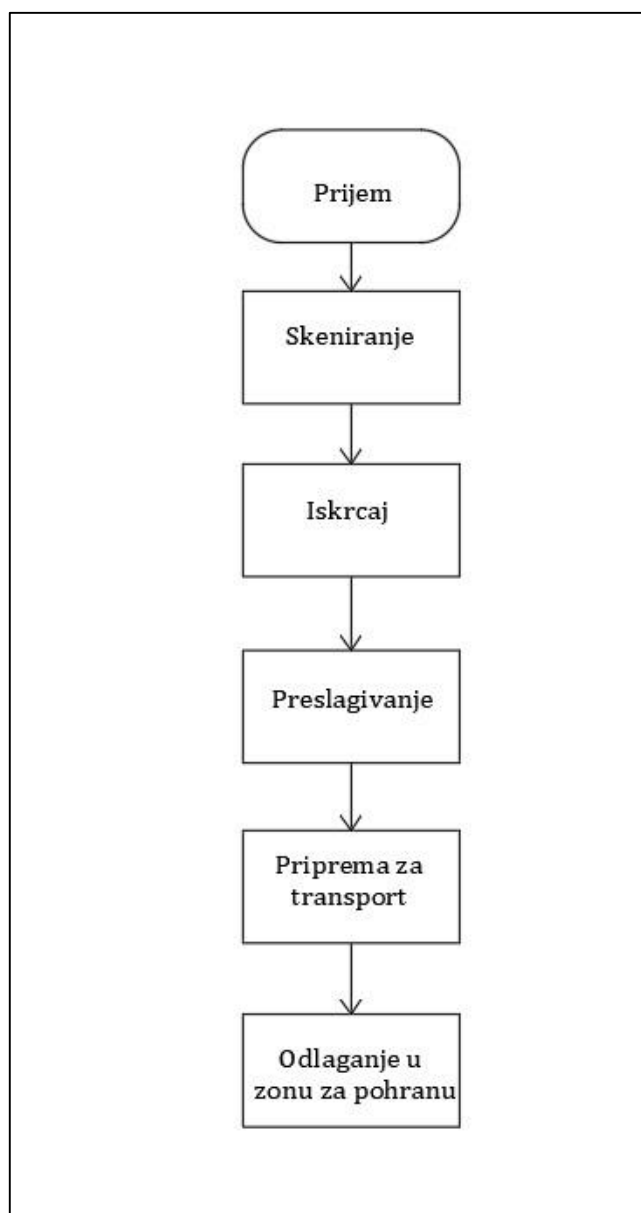 Prijem
Skeniranje
Iskrcaj
Preslagivanje
Priprema za
transport
Odlaganje u
zonu za pohranu